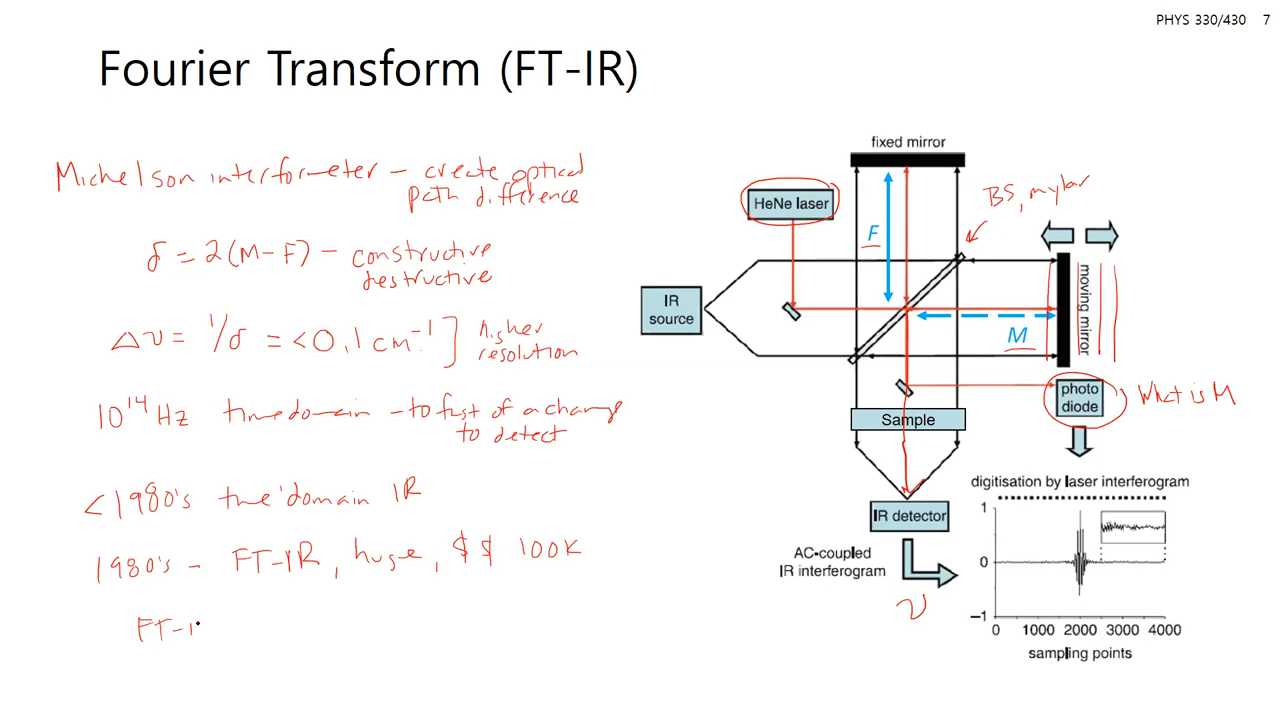 PHYS 330/430 7
Fourier Transform (FT-IR)
Michelson interforMeter – create optical
path difference
δ = 2(M-F) – constructive
destructive
Δν = 1/δ = <0,1 cm⁻¹ ] higher
resolution
10¹⁴ Hz time domain – to fast of a change
to detect
<1980's time domain IR
1980's – FT-IR, huge, $$ 100K
FT-I
fixed mirror
HeNe laser
BS, mylar
F
IR
source
moving mirror
M
photo
diode
What is M
Sample
digitisation by laser interferogram
IR detector
AC-coupled
IR interferogram
ν
1
0
−1
0 1000 2000 3000 4000
sampling points